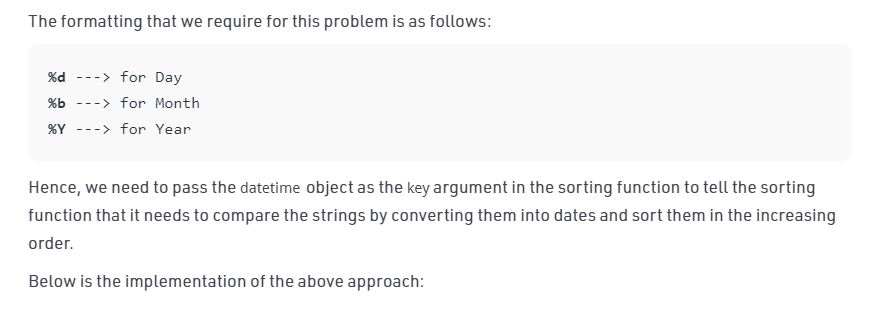 The formatting that we require for this problem is as follows:
%d ---> for Day
%b ---> for Month
%Y ---> for Year
Hence, we need to pass the datetime object as the key argument in the sorting function to tell the sorting
function that it needs to compare the strings by converting them into dates and sort them in the increasing
order.
Below is the implementation of the above approach: